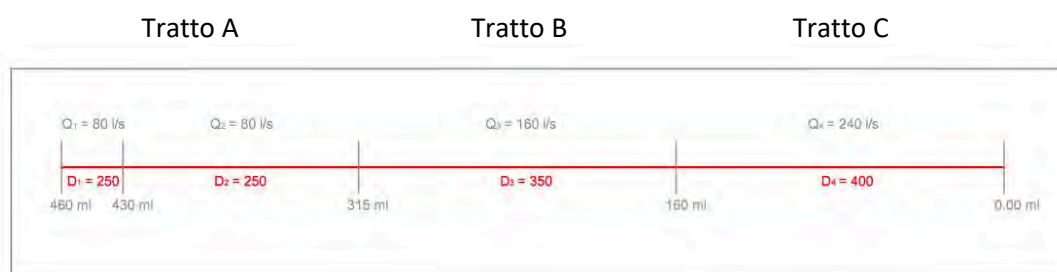 Tratto A Tratto B Tratto C
Q₁ = 80 l/s Q₂ = 80 l/s Q₃ = 160 l/s Q₄ = 240 l/s
D₁ = 250 D₂ = 250 D₃ = 350 D₄ = 400
460 ml 430 ml 315 ml 160 ml 0.00 ml